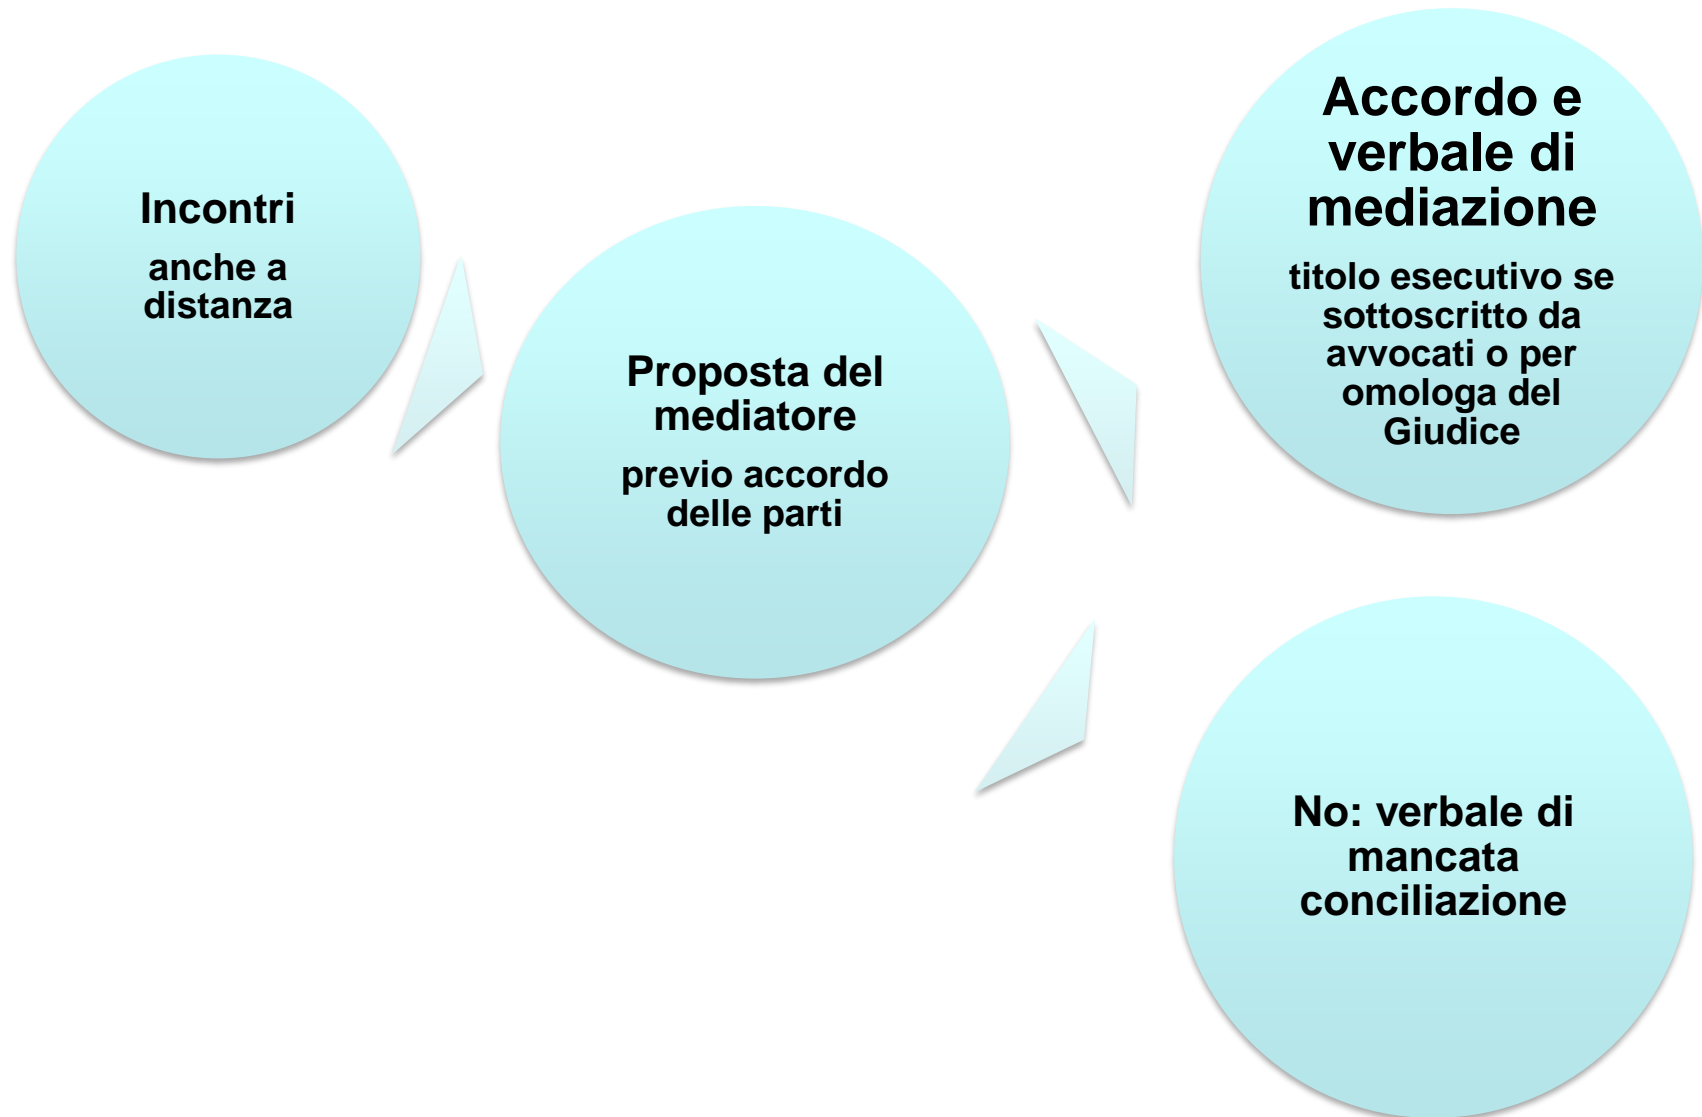 Incontri
anche a
distanza
Proposta del
mediatore
previo accordo
delle parti
Accordo e
verbale di
mediazione
titolo esecutivo se
sottoscritto da
avvocati o per
omologa del
Giudice
No: verbale di
mancata
conciliazione